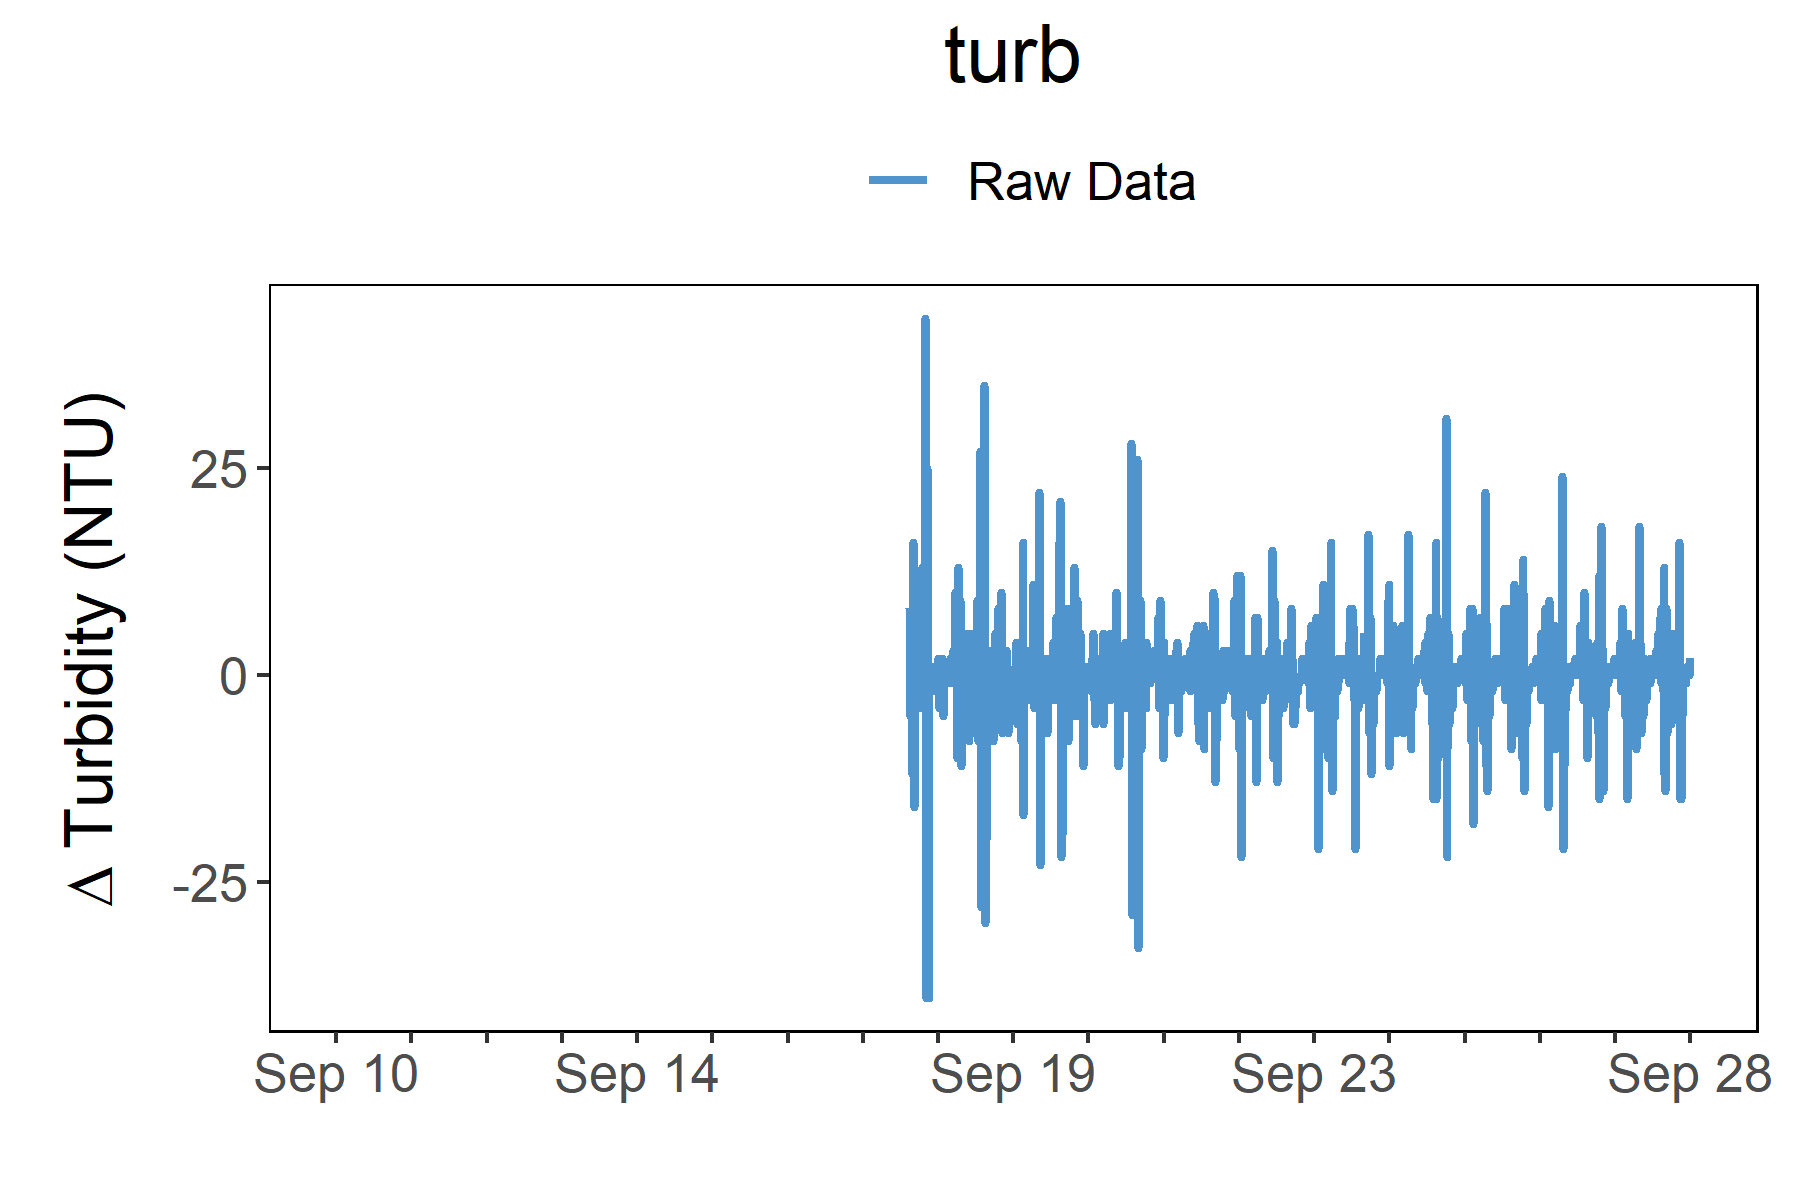 turb
Raw Data
Δ Turbidity (NTU)
25
0
-25
Sep 10 Sep 14 Sep 19 Sep 23 Sep 28